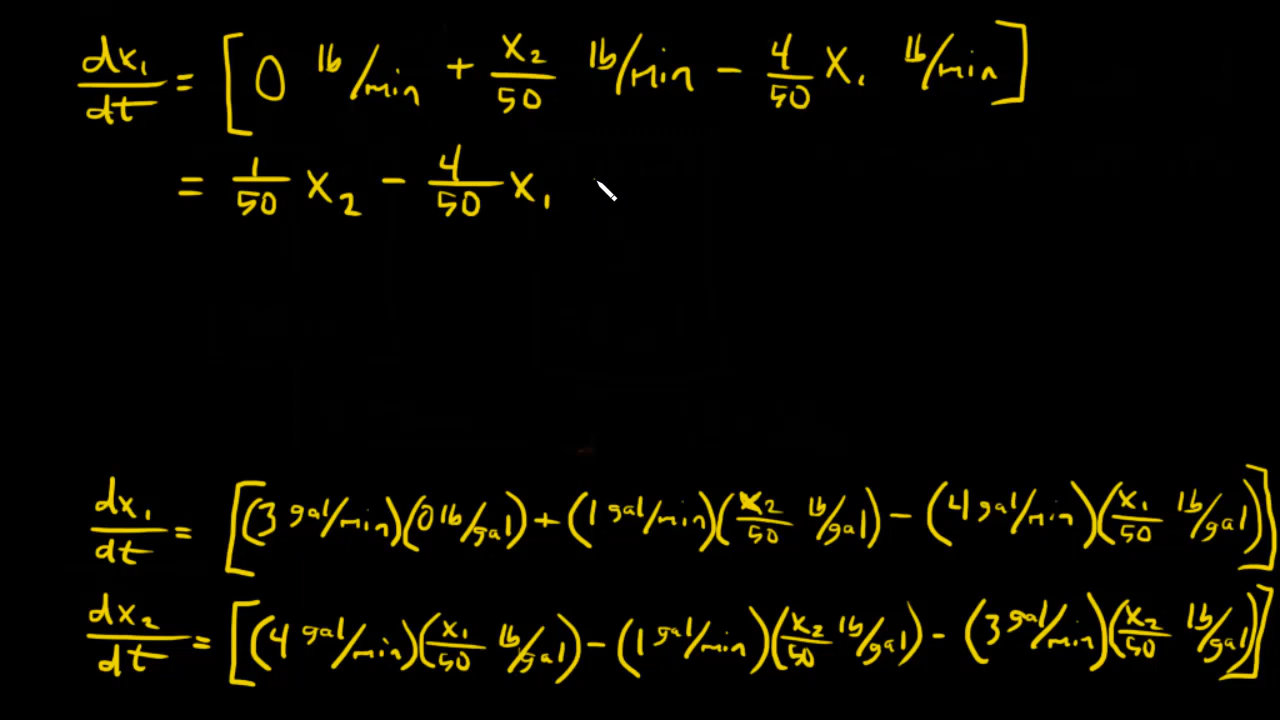 dx₁/dt = [0 lb/min + x₂/50 lb/min − 4/50 x₁ lb/min]
= 1/50 x₂ − 4/50 x₁
dx₁/dt = [(3 gal/min)(0 lb/gal) + (1 gal/min)(x₂/50 lb/gal) − (4 gal/min)(x₁/50 lb/gal)]
dx₂/dt = [(4 gal/min)(x₁/50 lb/gal) − (1 gal/min)(x₂/50 lb/gal) − (3 gal/min)(x₂/50 lb/gal)]